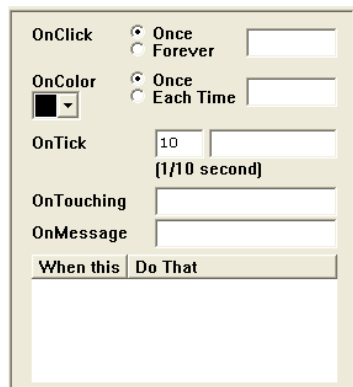 OnClick Once
Forever
OnColor Once
Each Time
OnTick 10
(1/10 second)
OnTouching
OnMessage
When this Do That